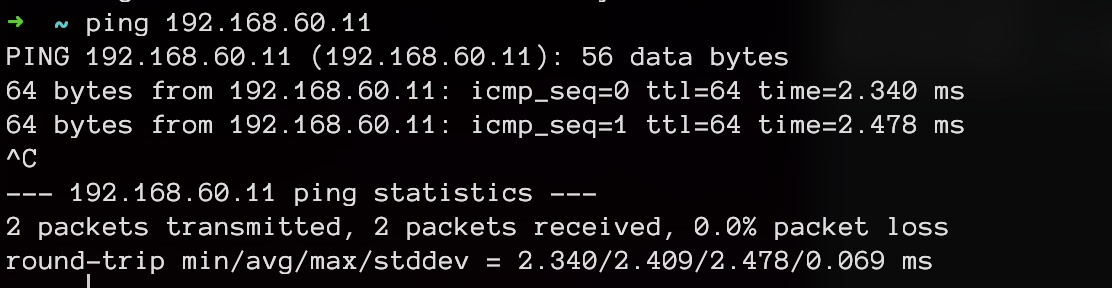 ➜  ~ ping 192.168.60.11
PING 192.168.60.11 (192.168.60.11): 56 data bytes
64 bytes from 192.168.60.11: icmp_seq=0 ttl=64 time=2.340 ms
64 bytes from 192.168.60.11: icmp_seq=1 ttl=64 time=2.478 ms
^C
--- 192.168.60.11 ping statistics ---
2 packets transmitted, 2 packets received, 0.0% packet loss
round-trip min/avg/max/stddev = 2.340/2.409/2.478/0.069 ms